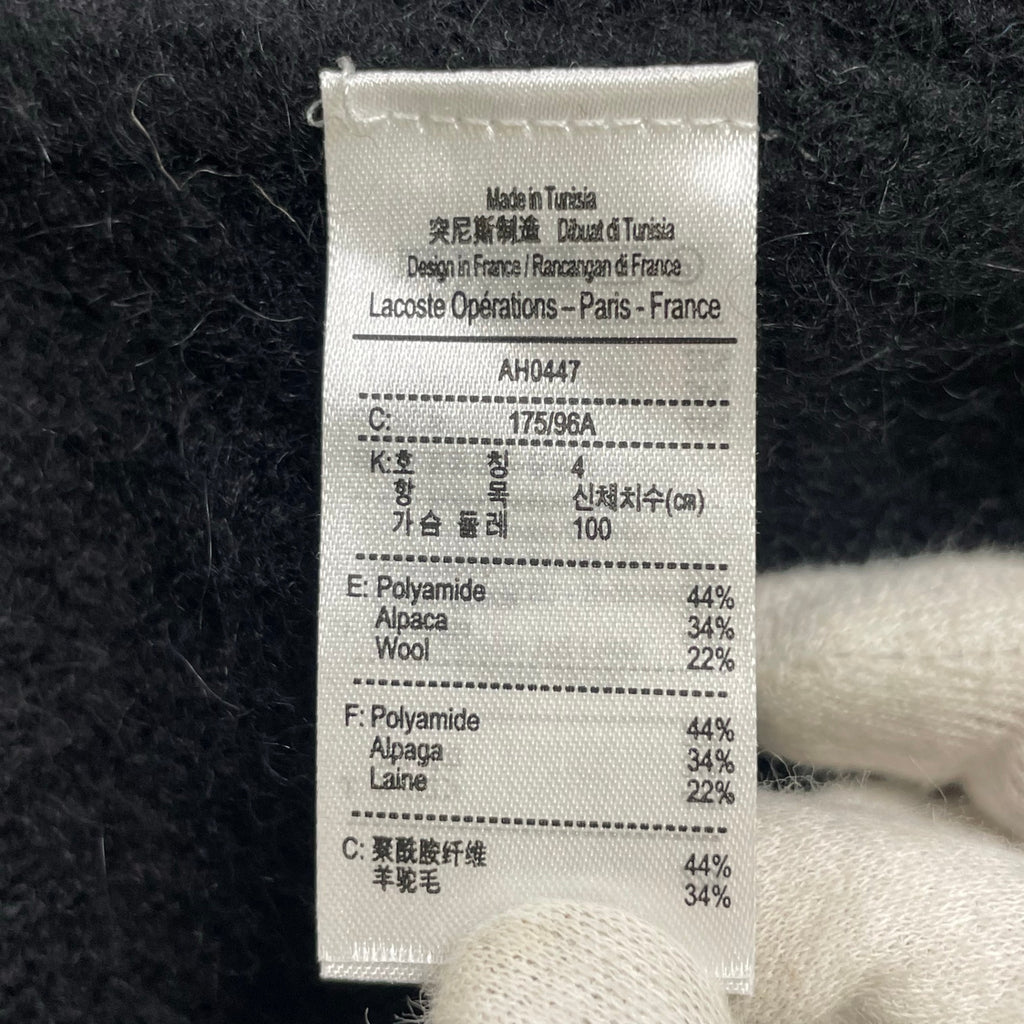 Made in Tunisia
突尼斯制造 Dibuat di Tunisia
Design in France / Rancangan di France
Lacoste Opérations – Paris - France
AH0447
C: 175/96A
K:호 칭 4
항 목 신체치수(cm)
가슴 둘레 100
E: Polyamide 44%
Alpaca 34%
Wool 22%
F: Polyamide 44%
Alpaga 34%
Laine 22%
C: 聚酰胺纤维 44%
羊驼毛 34%